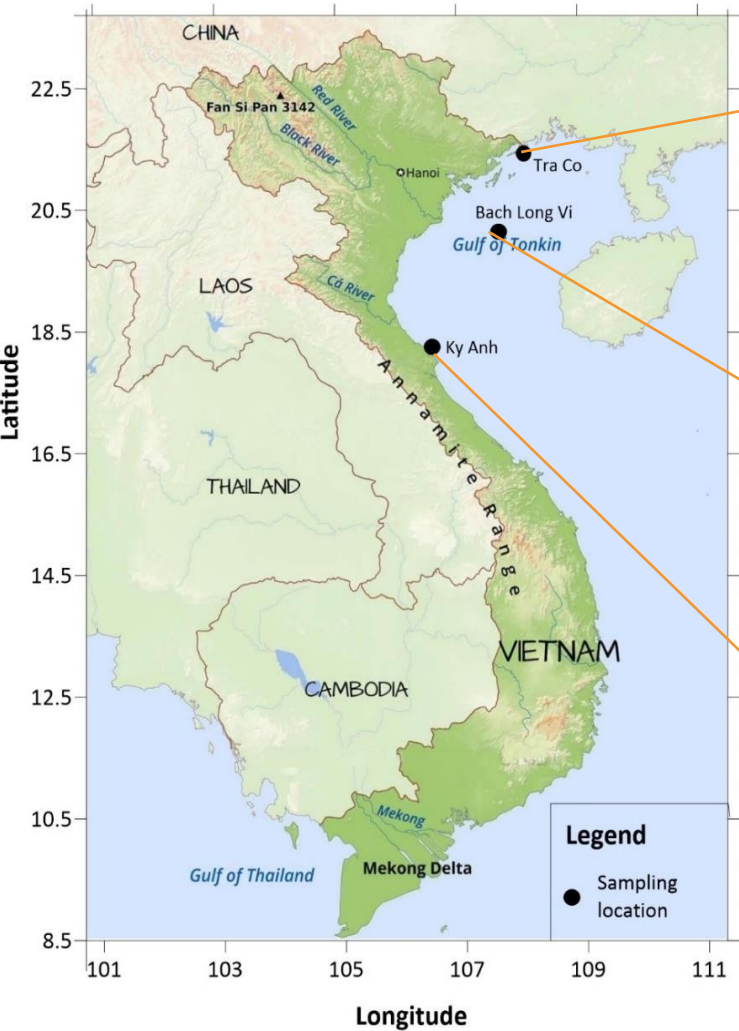 CHINA
22.5
Fan Si Pan 3142
Red River
Black River
Hanoi
Tra Co
20.5
Bach Long Vi
Gulf of Tonkin
LAOS
Cá River
18.5
Ky Anh
Latitude
Annamite Range
16.5
THAILAND
14.5
VIETNAM
12.5
CAMBODIA
10.5
Mekong
Legend
Gulf of Thailand
Mekong Delta
Sampling
location
8.5
101 103 105 107 109 111
Longitude